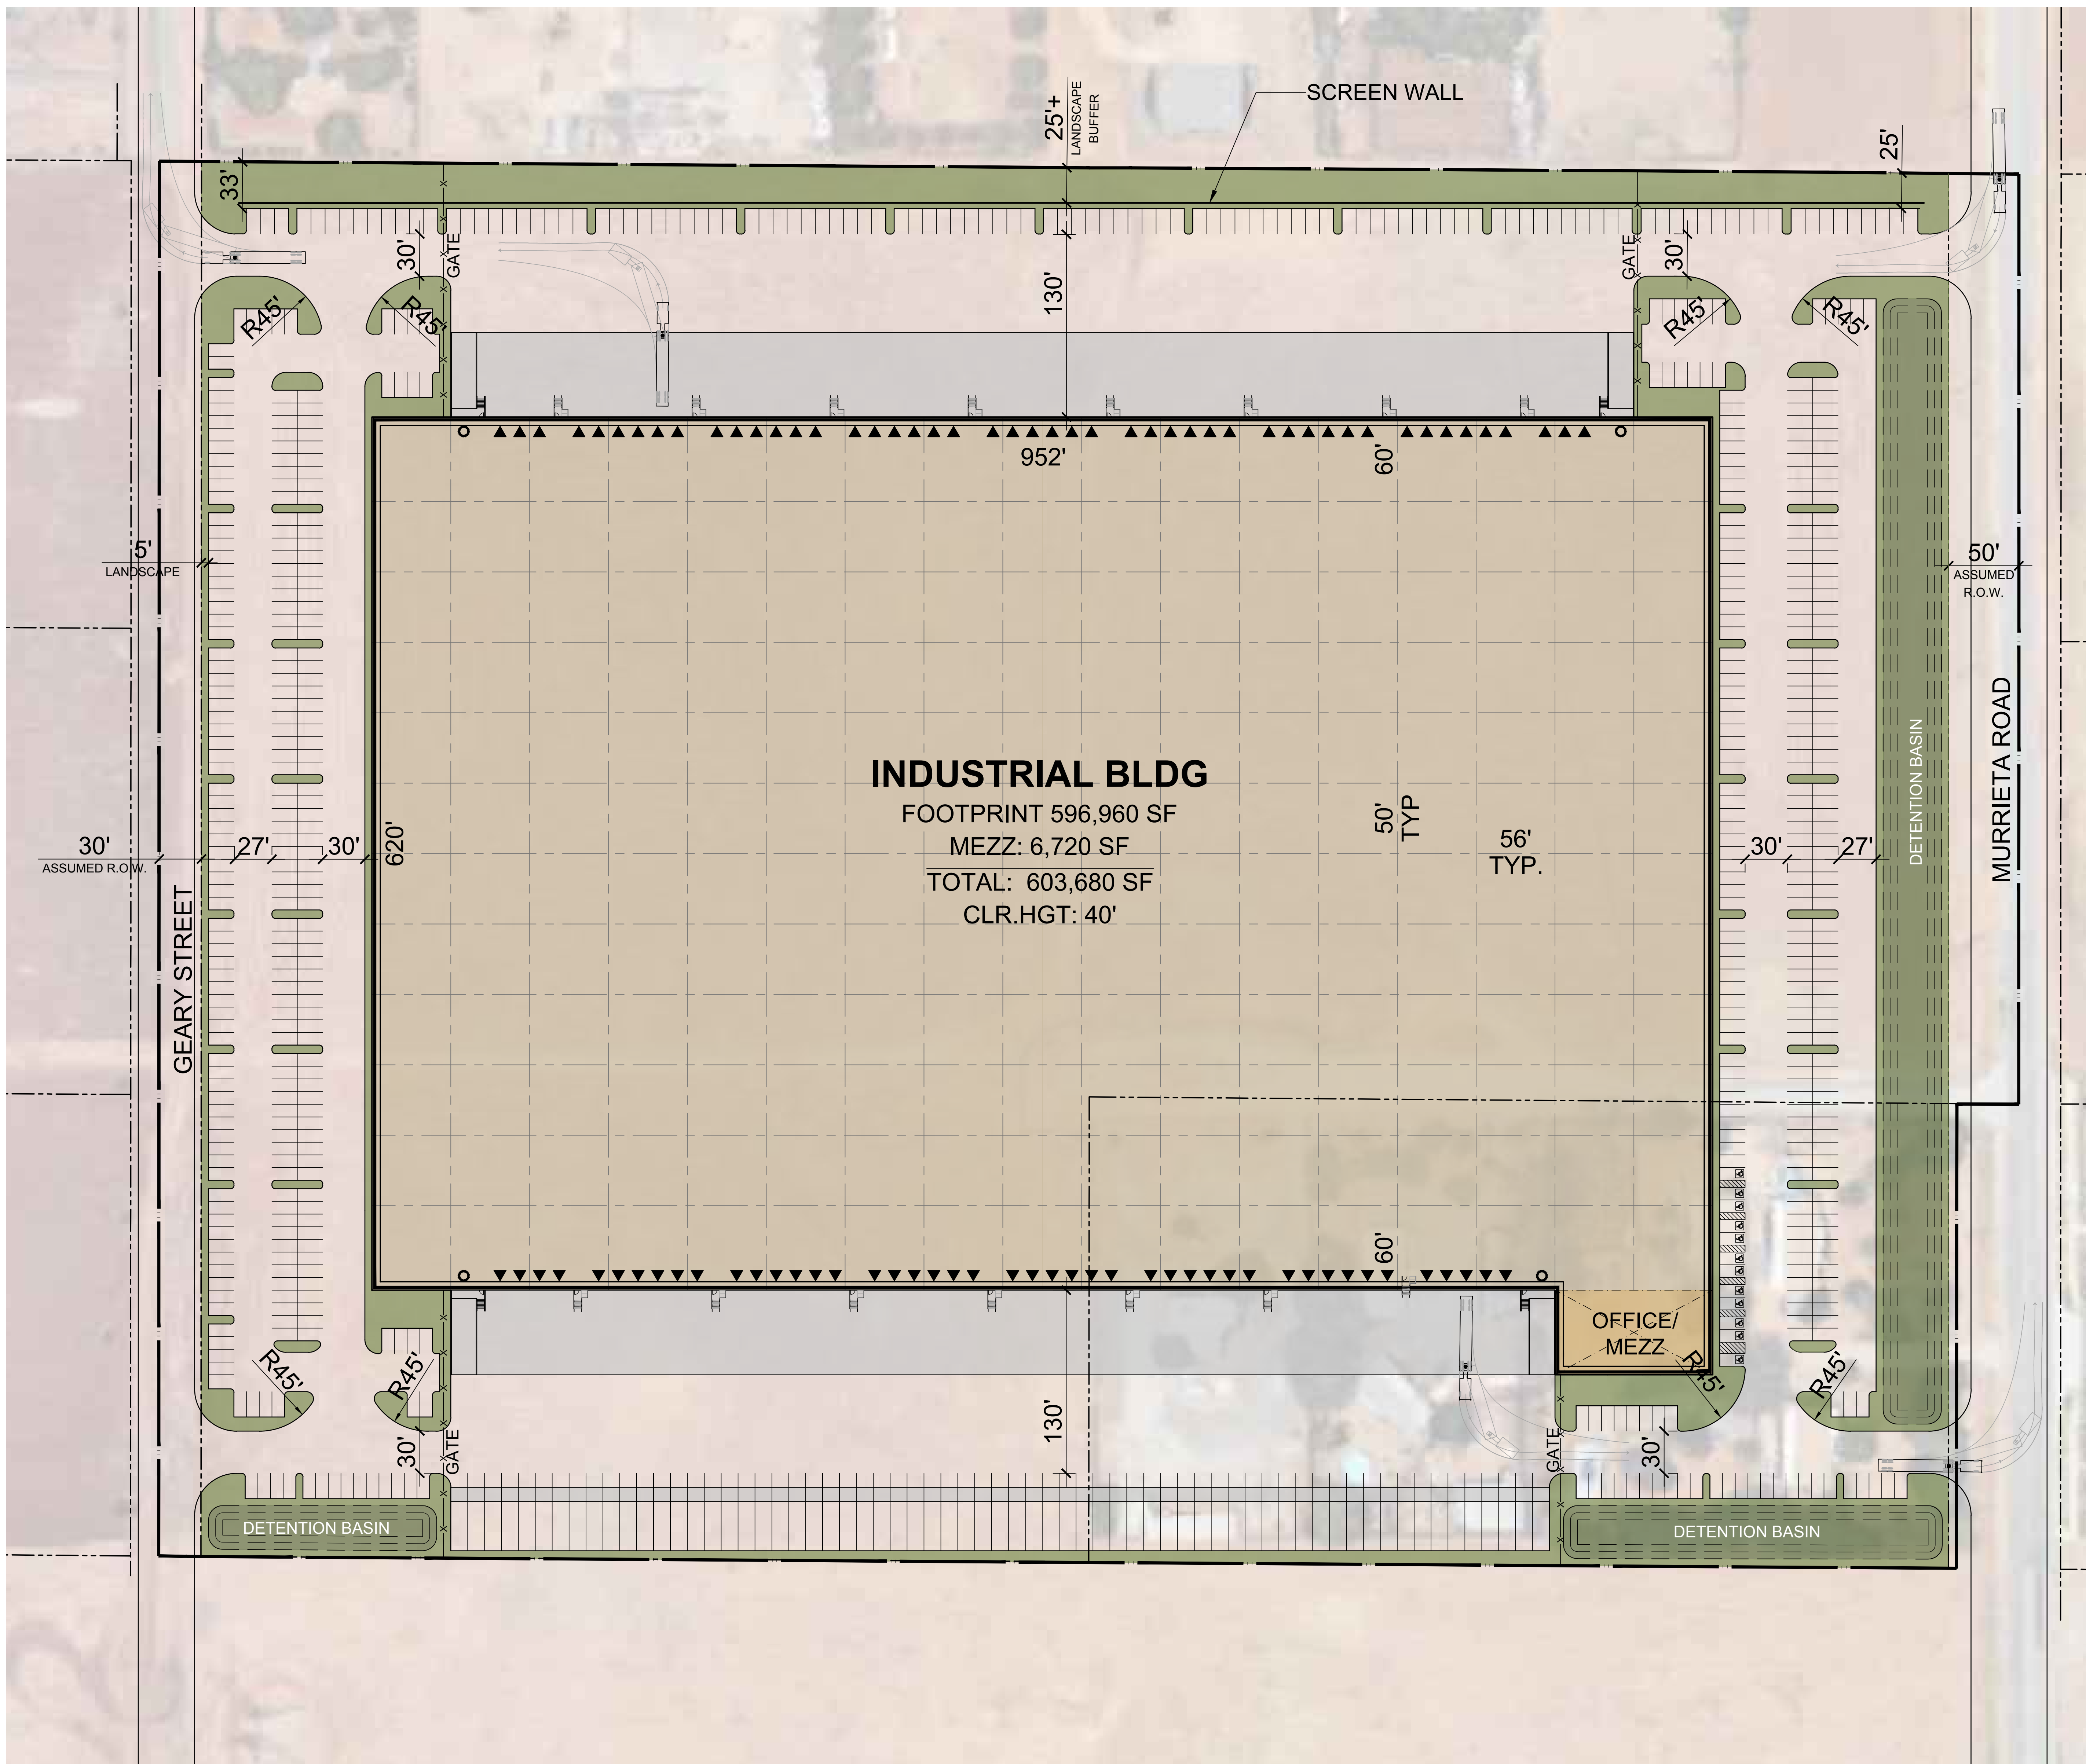 SCREEN WALL
25'+
LANDSCAPE
BUFFER
25'
33'
30'
GATE
130'
GATE
30'
R45'
R45'
R45'
R45'
952'
60'
5'
LANDSCAPE
50'
ASSUMED
R.O.W.
MURRIETA ROAD
DETENTION BASIN
INDUSTRIAL BLDG
FOOTPRINT 596,960 SF
MEZZ: 6,720 SF
TOTAL: 603,680 SF
CLR.HGT: 40'
50'
TYP
56'
TYP.
30'
ASSUMED R.O.W.
27'
30'
620'
30'
27'
GEARY STREET
60'
OFFICE/
MEZZ
R45'
R45'
R45'
R45'
30'
GATE
130'
GATE
30'
DETENTION BASIN
DETENTION BASIN